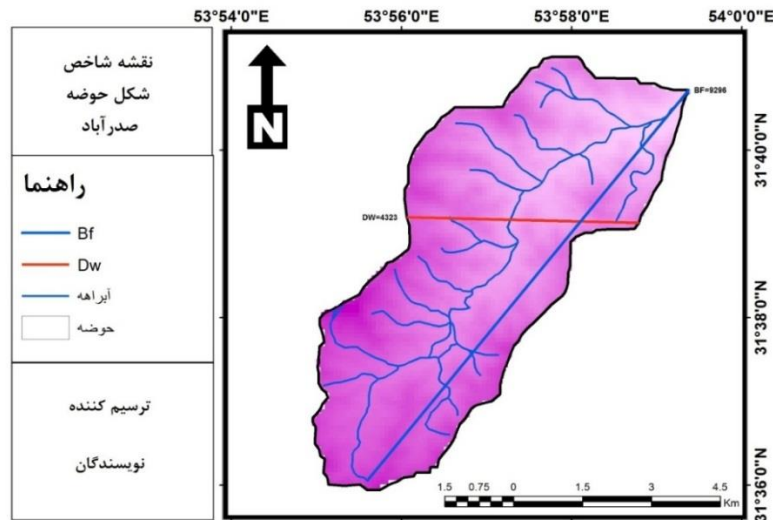 53°54'0"E 53°56'0"E 53°58'0"E 54°0'0"E
نقشه شاخص
شکل حوضه
صدرآباد
راهنما
Bf
Dw
آبراهه
حوضه
ترسیم کننده
نویسندگان
N
BF=9298
DW=4323
31°40'0"N
31°38'0"N
31°36'0"N
1.5 0.75 0 1.5 3 4.5
Km